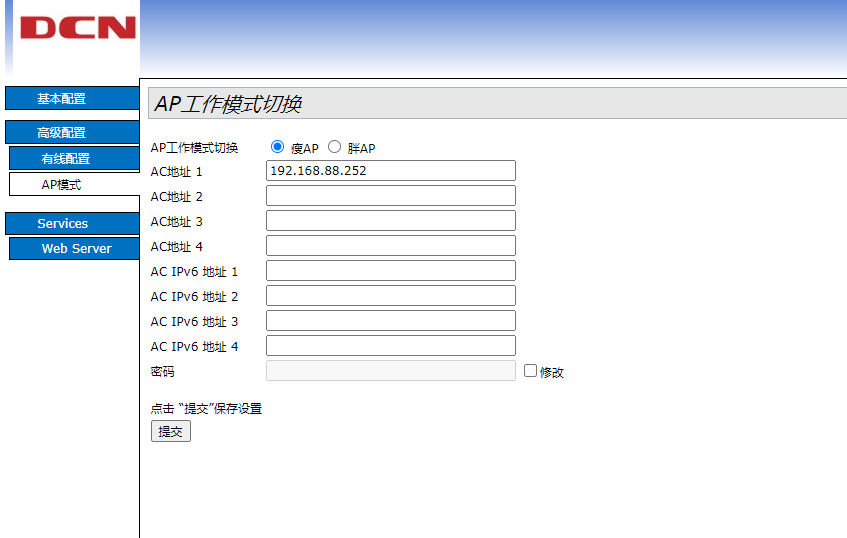 DCN
基本配置
高级配置
有线配置
AP模式
Services
Web Server
AP工作模式切换
AP工作模式切换 瘦AP 胖AP
AC地址 1 192.168.88.252
AC地址 2
AC地址 3
AC地址 4
AC IPv6 地址 1
AC IPv6 地址 2
AC IPv6 地址 3
AC IPv6 地址 4
密码 修改
点击 “提交”保存设置
提交